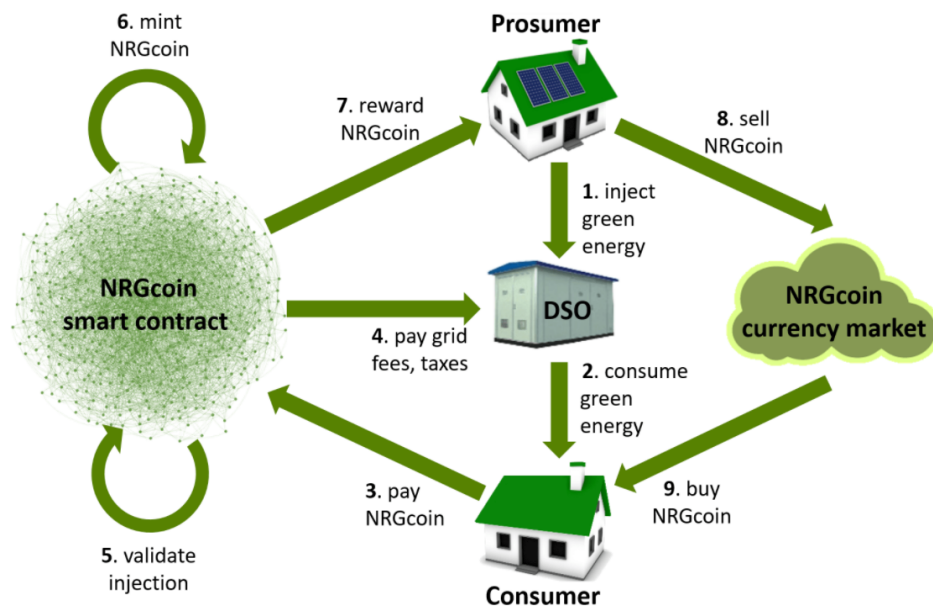 6. mint
NRGcoin
Prosumer
7. reward
NRGcoin
8. sell
NRGcoin
1. inject
green
energy
NRGcoin
smart contract
DSO
NRGcoin
currency market
4. pay grid
fees, taxes
2. consume
green
energy
3. pay
NRGcoin
9. buy
NRGcoin
5. validate
injection
Consumer